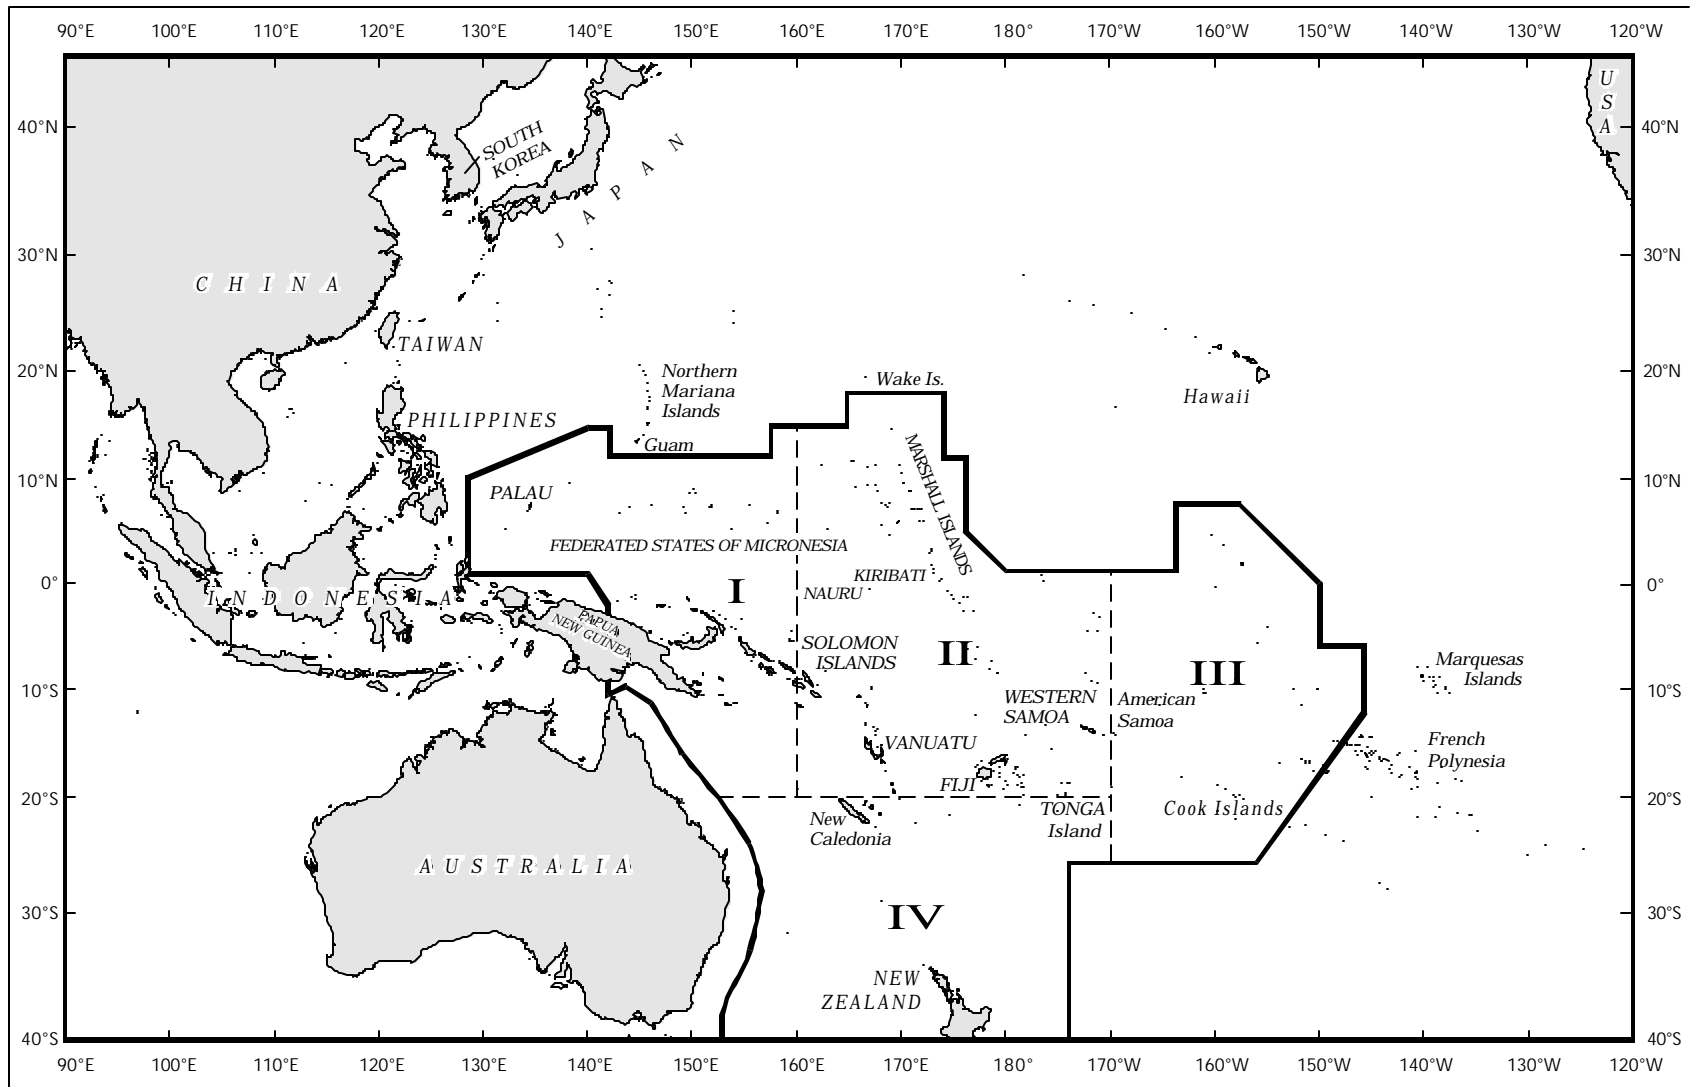 90°E 100°E 110°E 120°E 130°E 140°E 150°E 160°E 170°E 180° 170°W 160°W 150°W 140°W 130°W 120°W
U
S
A
40°N 40°N
SOUTH
KOREA
JAPAN
30°N 30°N
CHINA
TAIWAN
20°N 20°N
Northern
Mariana
Islands
Wake Is.
Hawaii
PHILIPPINES
Guam
10°N 10°N
PALAU
MARSHALL ISLANDS
FEDERATED STATES OF MICRONESIA
0° 0°
KIRIBATI
I
NAURU
INDONESIA
PAPUA
NEW GUINEA
SOLOMON
ISLANDS
II
III
Marquesas
Islands
10°S 10°S
WESTERN
SAMOA
American
Samoa
VANUATU
French
Polynesia
FIJI
20°S 20°S
TONGA
Island
Cook Islands
New
Caledonia
AUSTRALIA
30°S 30°S
IV
NEW
ZEALAND
40°S 40°S
90°E 100°E 110°E 120°E 130°E 140°E 150°E 160°E 170°E 180° 170°W 160°W 150°W 140°W 130°W 120°W